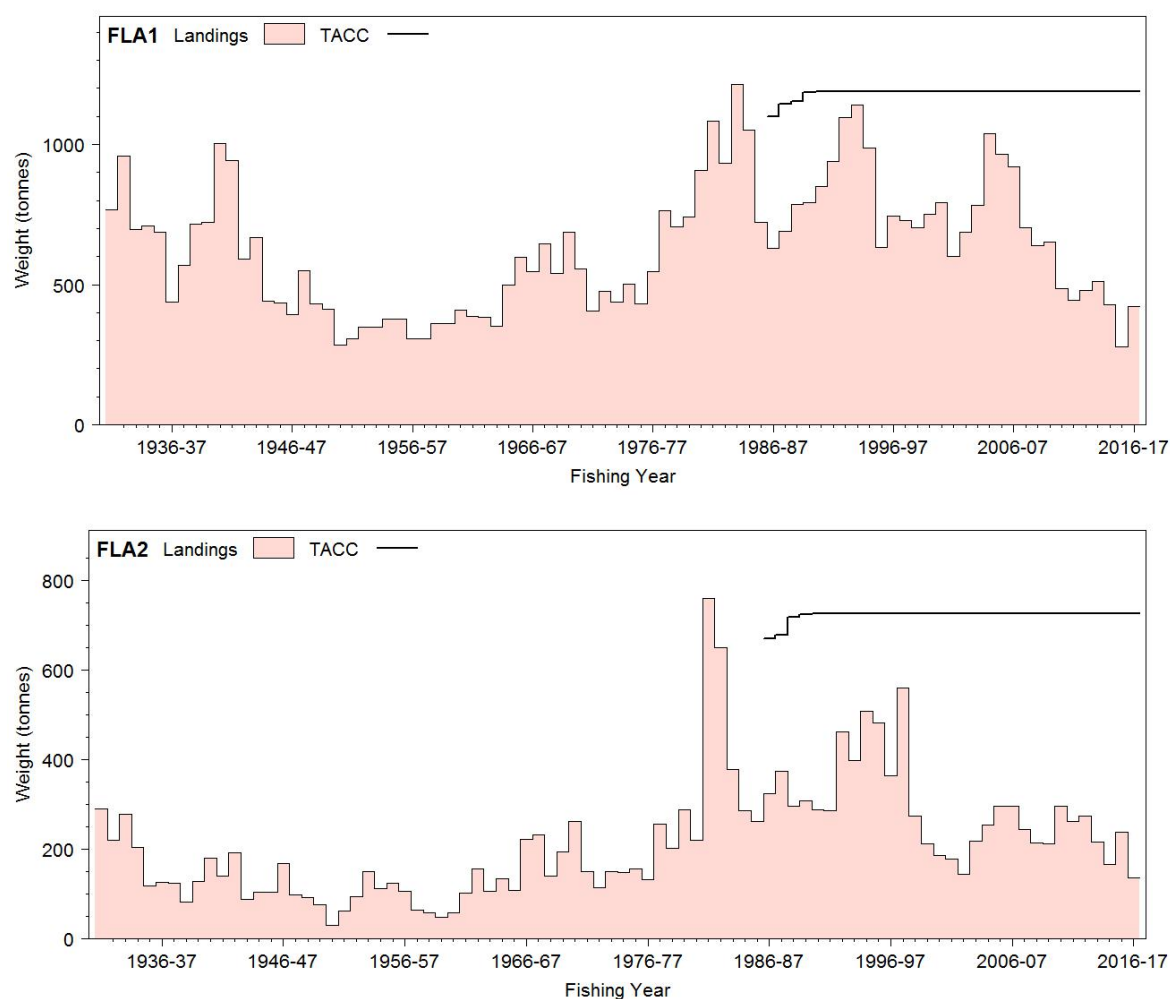 FLA1 Landings TACC
1000
500
0
Weight (tonnes)
1936-37 1946-47 1956-57 1966-67 1976-77 1986-87 1996-97 2006-07 2016-17
Fishing Year
FLA2 Landings TACC
800
600
400
200
0
Weight (tonnes)
1936-37 1946-47 1956-57 1966-67 1976-77 1986-87 1996-97 2006-07 2016-17
Fishing Year